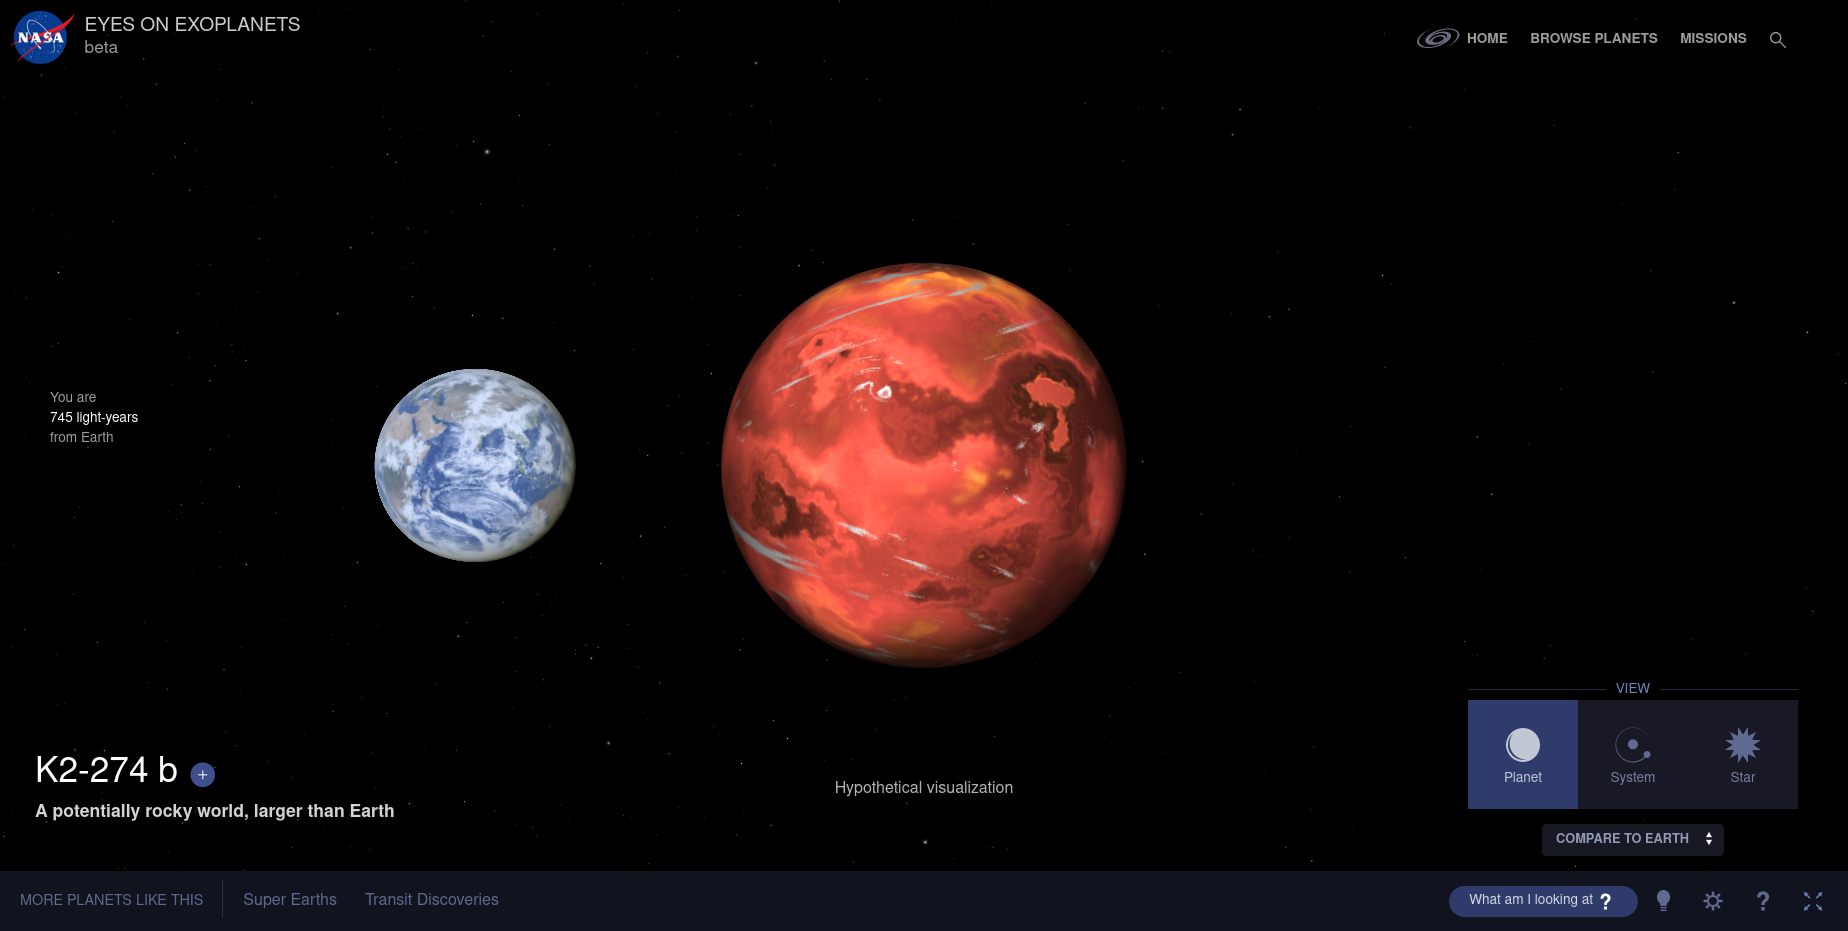 NASA
EYES ON EXOPLANETS
beta
HOME
BROWSE PLANETS
MISSIONS
You are
745 light-years
from Earth
K2-274 b +
A potentially rocky world, larger than Earth
Hypothetical visualization
VIEW
Planet
System
Star
COMPARE TO EARTH
MORE PLANETS LIKE THIS
Super Earths
Transit Discoveries
What am I looking at ?
?